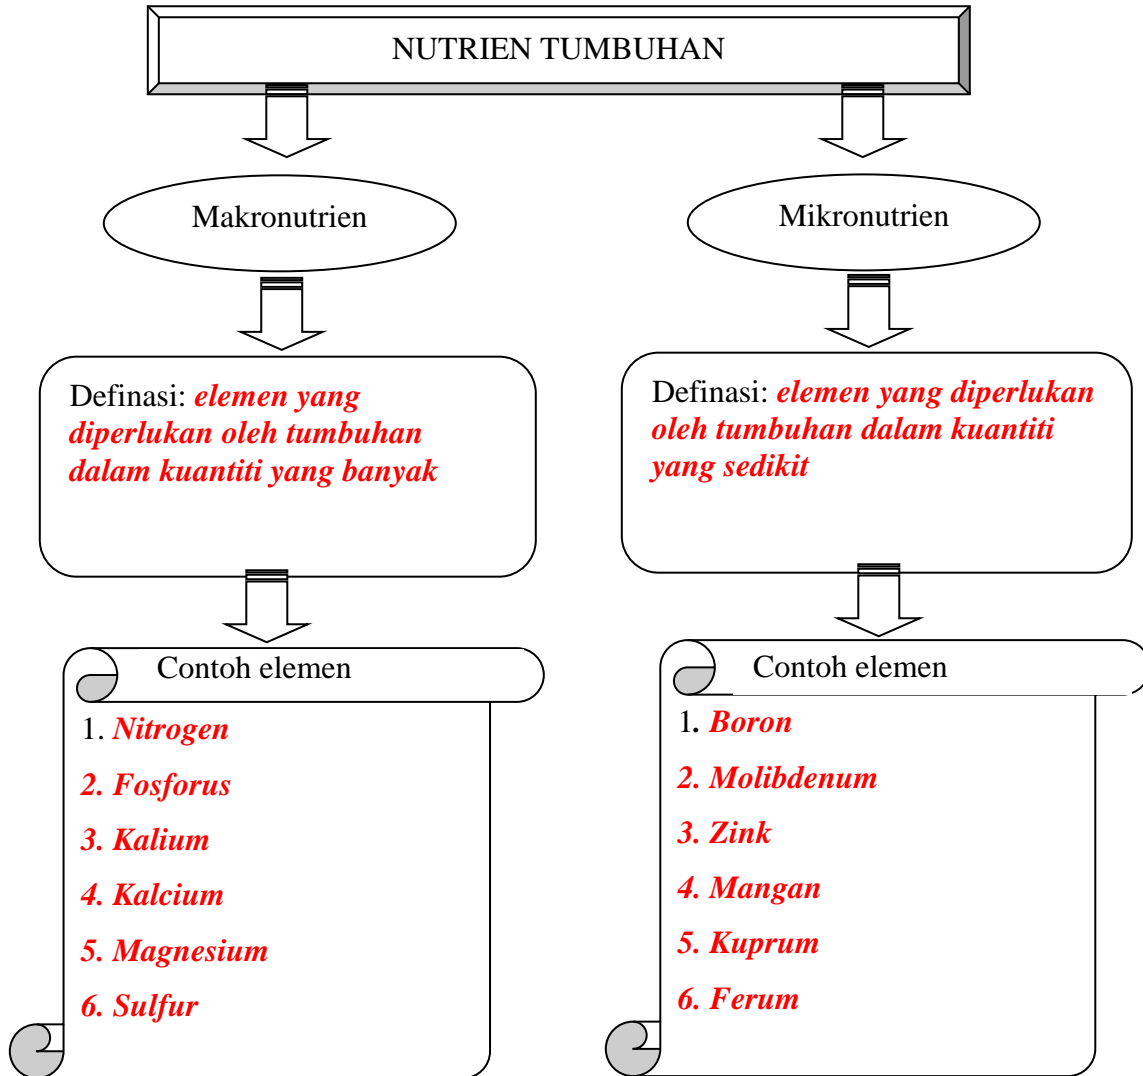 NUTRIEN TUMBUHAN
Makronutrien
Mikronutrien
Definasi: elemen yang
diperlukan oleh tumbuhan
dalam kuantiti yang banyak
Definasi: elemen yang diperlukan
oleh tumbuhan dalam kuantiti
yang sedikit
Contoh elemen
1. Nitrogen
2. Fosforus
3. Kalium
4. Kalcium
5. Magnesium
6. Sulfur
Contoh elemen
1. Boron
2. Molibdenum
3. Zink
4. Mangan
5. Kuprum
6. Ferum